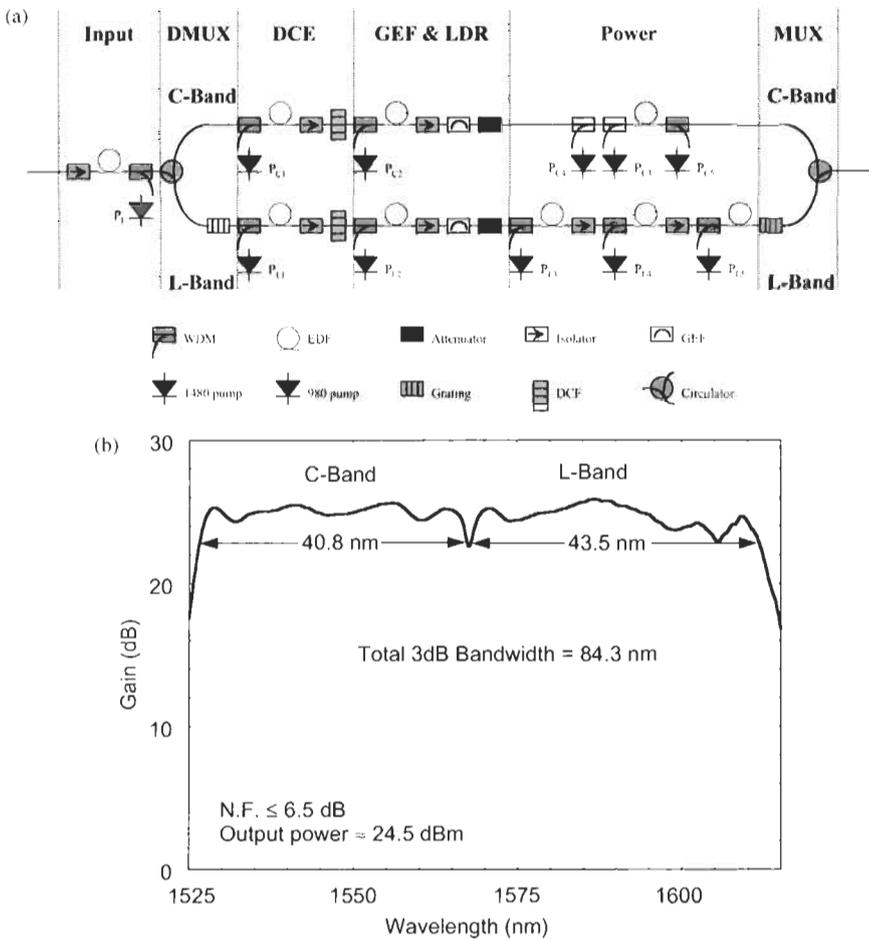 (a)
Input DMUX DCE GEF & LDR Power MUX
C-Band C-Band
P_C1 P_C2 P_C4 P_C3 P_C5
P_I
P_L1 P_L2 P_L3 P_L4 P_L5
L-Band L-Band
WDM EDF Attenuator Isolator GEF
1480 pump 980 pump Grating DCF Circulator
(b)
30
C-Band L-Band
40.8 nm 43.5 nm
20
Total 3dB Bandwidth = 84.3 nm
Gain (dB)
10
N.F. ≤ 6.5 dB
Output power ≈ 24.5 dBm
0
1525 1550 1575 1600
Wavelength (nm)